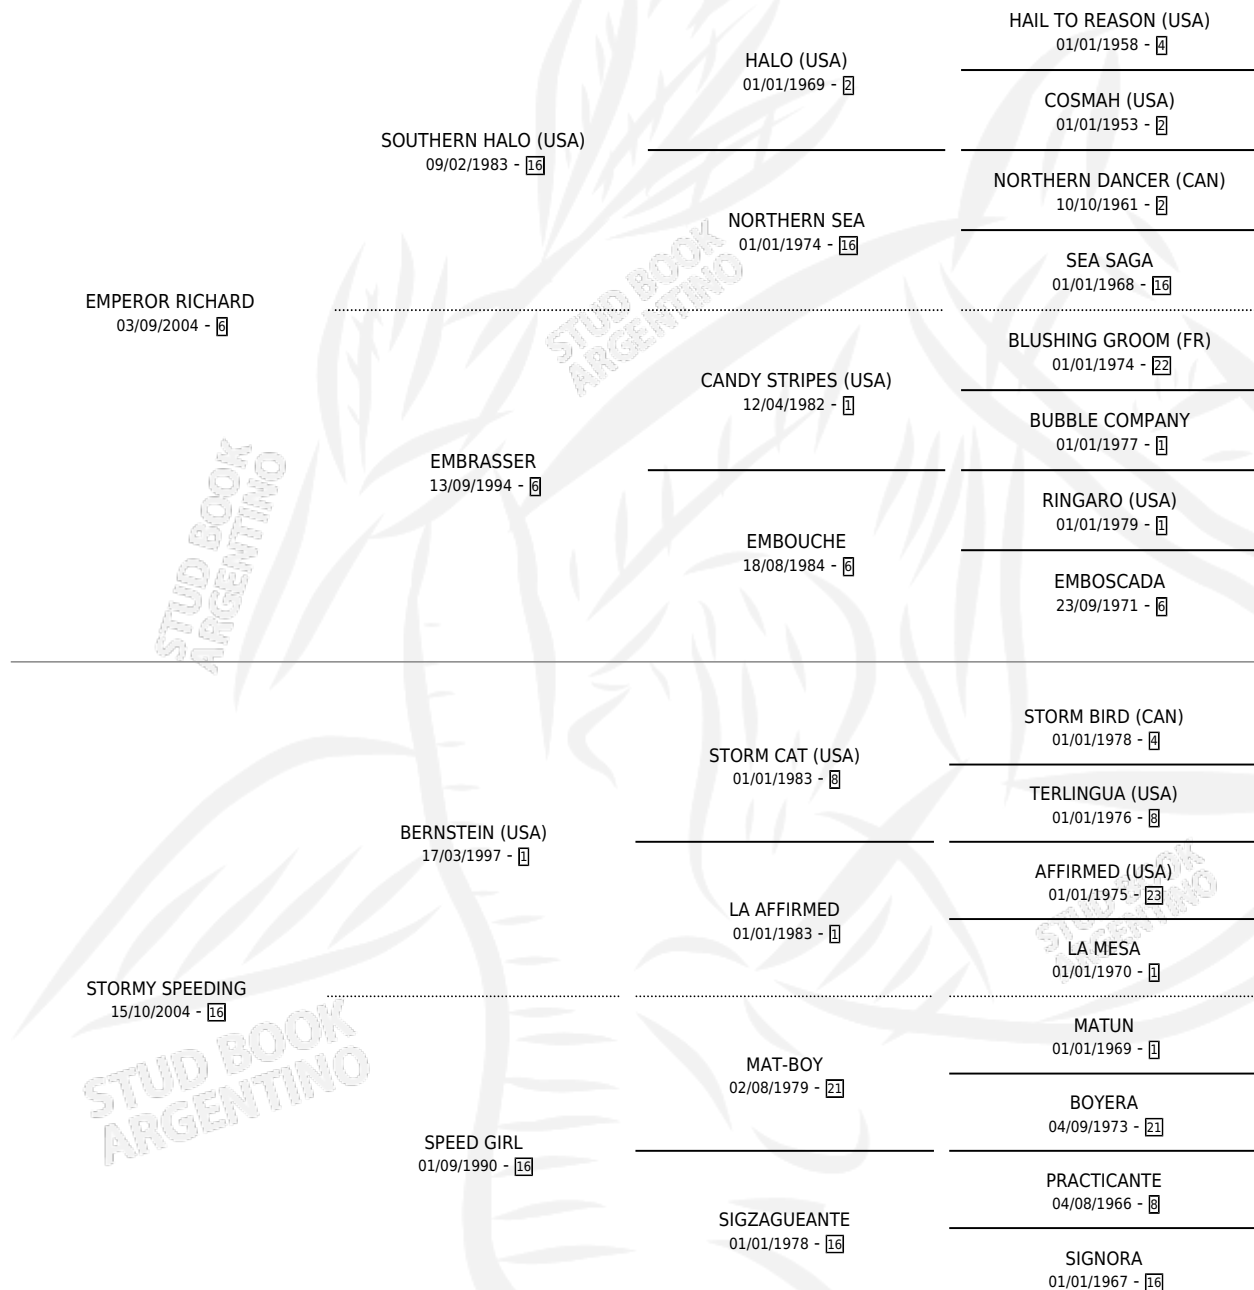 HAIL TO REASON (USA)
01/01/1958 - 4
HALO (USA)
01/01/1969 - 2
COSMAH (USA)
01/01/1953 - 2
SOUTHERN HALO (USA)
09/02/1983 - 16
NORTHERN DANCER (CAN)
10/10/1961 - 2
NORTHERN SEA
01/01/1974 - 16
SEA SAGA
01/01/1968 - 16
EMPEROR RICHARD
03/09/2004 - 6
STUD BOOK
ARGENTINO
BLUSHING GROOM (FR)
01/01/1974 - 22
CANDY STRIPES (USA)
12/04/1982 - 1
BUBBLE COMPANY
01/01/1977 - 1
EMBRASSER
13/09/1994 - 6
RINGARO (USA)
01/01/1979 - 1
EMBOUCHE
18/08/1984 - 6
EMBOSCADA
23/09/1971 - 6
STUD BOOK
ARGENTINO
STORM BIRD (CAN)
01/01/1978 - 4
STORM CAT (USA)
01/01/1983 - 8
TERLINGUA (USA)
01/01/1976 - 8
BERNSTEIN (USA)
17/03/1997 - 1
AFFIRMED (USA)
01/01/1975 - 23
LA AFFIRMED
01/01/1983 - 1
LA MESA
01/01/1970 - 1
STUD BOOK
ARGENTINO
STORMY SPEEDING
15/10/2004 - 16
STUD BOOK
ARGENTINO
MATUN
01/01/1969 - 1
MAT-BOY
02/08/1979 - 21
BOYERA
04/09/1973 - 21
SPEED GIRL
01/09/1990 - 16
PRACTICANTE
04/08/1966 - 8
SIGZAGUEANTE
01/01/1978 - 16
SIGNORA
01/01/1967 - 16